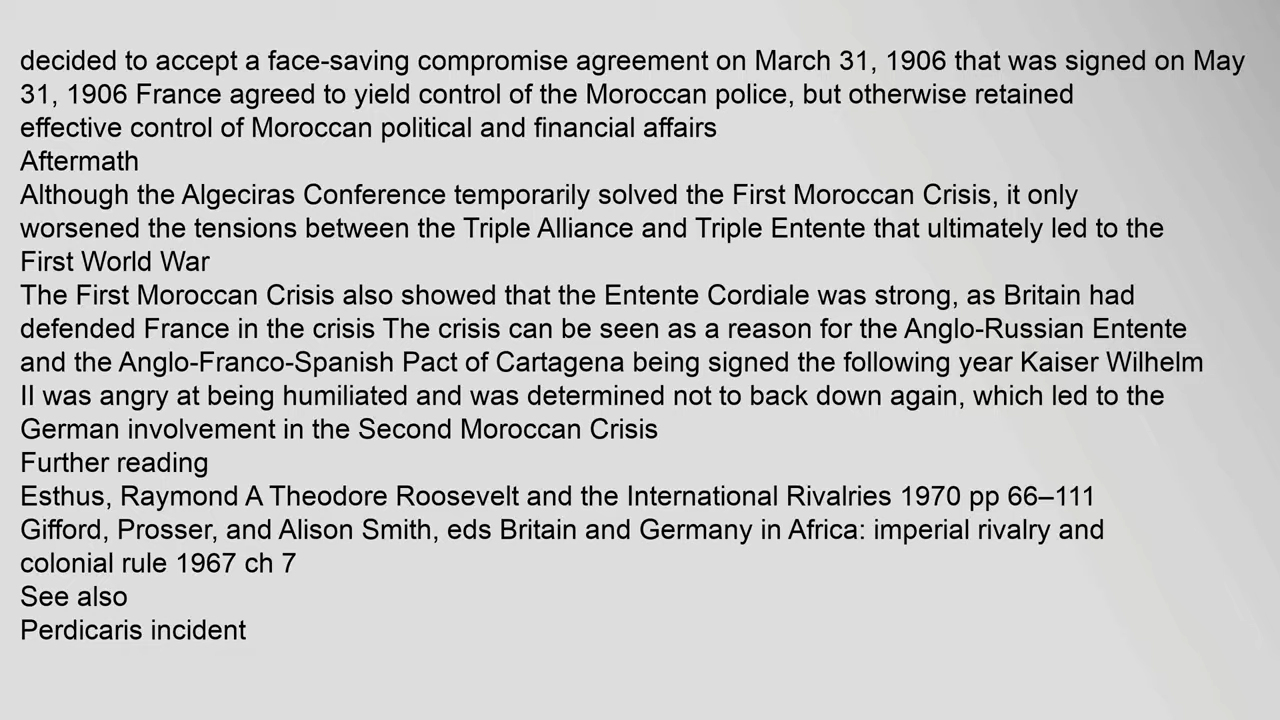 decided to accept a face-saving compromise agreement on March 31, 1906 that was signed on May
31, 1906 France agreed to yield control of the Moroccan police, but otherwise retained
effective control of Moroccan political and financial affairs
Aftermath
Although the Algeciras Conference temporarily solved the First Moroccan Crisis, it only
worsened the tensions between the Triple Alliance and Triple Entente that ultimately led to the
First World War
The First Moroccan Crisis also showed that the Entente Cordiale was strong, as Britain had
defended France in the crisis The crisis can be seen as a reason for the Anglo-Russian Entente
and the Anglo-Franco-Spanish Pact of Cartagena being signed the following year Kaiser Wilhelm
II was angry at being humiliated and was determined not to back down again, which led to the
German involvement in the Second Moroccan Crisis
Further reading
Esthus, Raymond A Theodore Roosevelt and the International Rivalries 1970 pp 66–111
Gifford, Prosser, and Alison Smith, eds Britain and Germany in Africa: imperial rivalry and
colonial rule 1967 ch 7
See also
Perdicaris incident